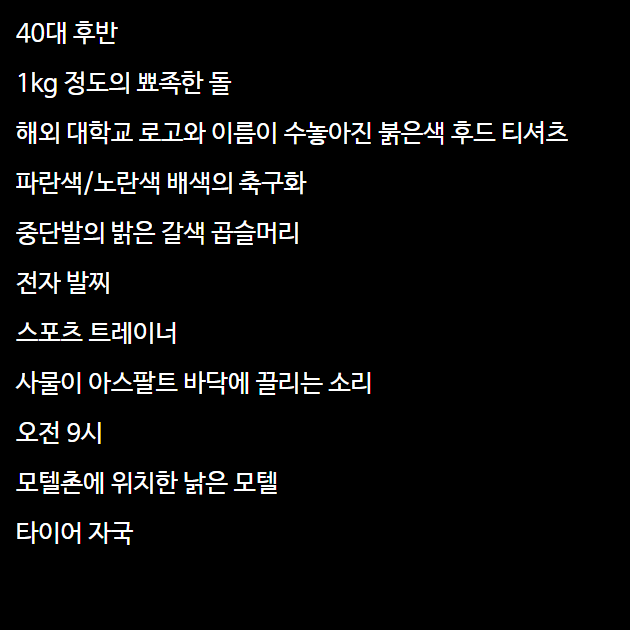 40대 후반
1kg 정도의 뾰족한 돌
해외 대학교 로고와 이름이 수놓아진 붉은색 후드 티셔츠
파란색/노란색 배색의 축구화
중단발의 밝은 갈색 곱슬머리
전자 발찌
스포츠 트레이너
사물이 아스팔트 바닥에 끌리는 소리
오전 9시
모텔촌에 위치한 낡은 모텔
타이어 자국